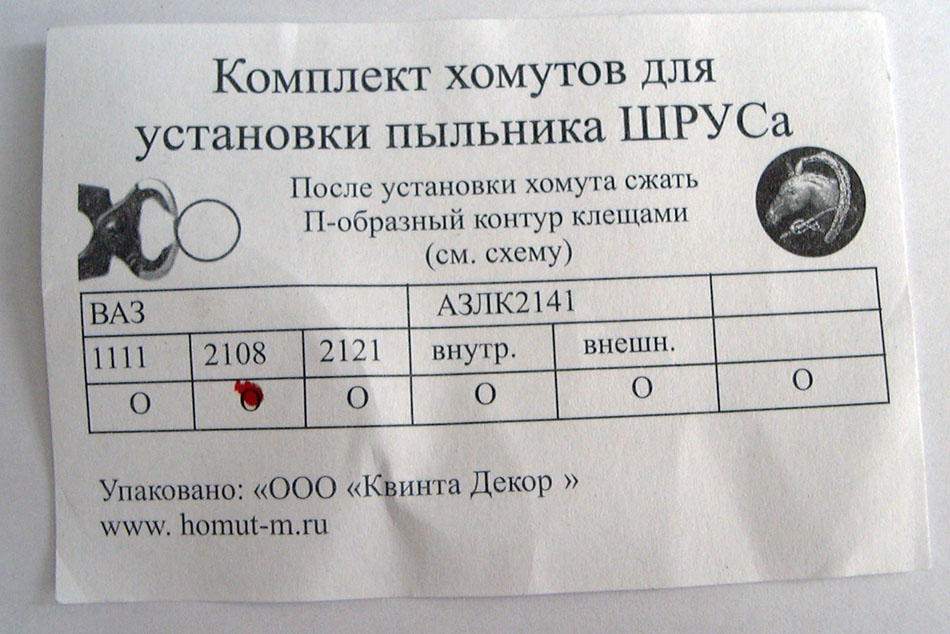 Комплект хомутов для
установки пыльника ШРУСа
После установки хомута сжать
П-образный контур клещами
(см. схему)
ВАЗ АЗЛК2141
1111 2108 2121 внутр. внешн.
О О О О О О
Упаковано: «ООО «Квинта Декор »
www. homut-m.ru